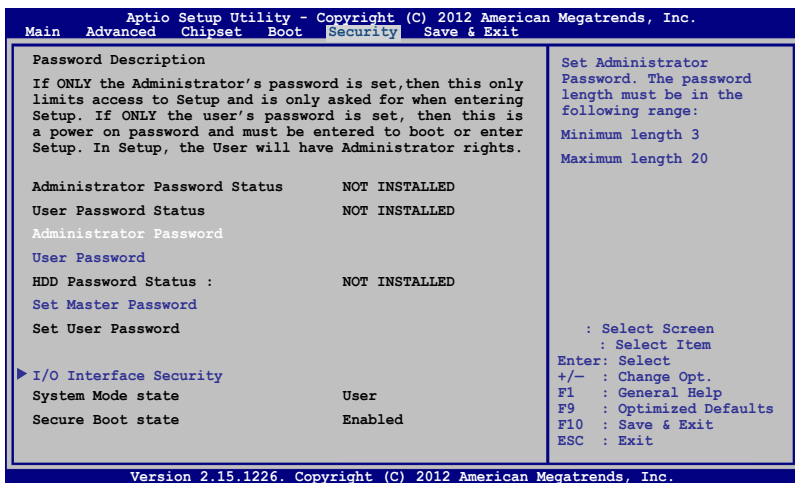 Aptio Setup Utility - Copyright (C) 2012 American Megatrends, Inc.
Main Advanced Chipset Boot Security Save & Exit
Password Description
If ONLY the Administrator's password is set,then this only
limits access to Setup and is only asked for when entering
Setup. If ONLY the user's password is set, then this is
a power on password and must be entered to boot or enter
Setup. In Setup, the User will have Administrator rights.
Administrator Password Status NOT INSTALLED
User Password Status NOT INSTALLED
Administrator Password
User Password
HDD Password Status : NOT INSTALLED
Set Master Password
Set User Password
I/O Interface Security
System Mode state User
Secure Boot state Enabled
Set Administrator
Password. The password
length must be in the
following range:
Minimum length 3
Maximum length 20
: Select Screen
: Select Item
Enter: Select
+/— : Change Opt.
F1 : General Help
F9 : Optimized Defaults
F10 : Save & Exit
ESC : Exit
Version 2.15.1226. Copyright (C) 2012 American Megatrends, Inc.